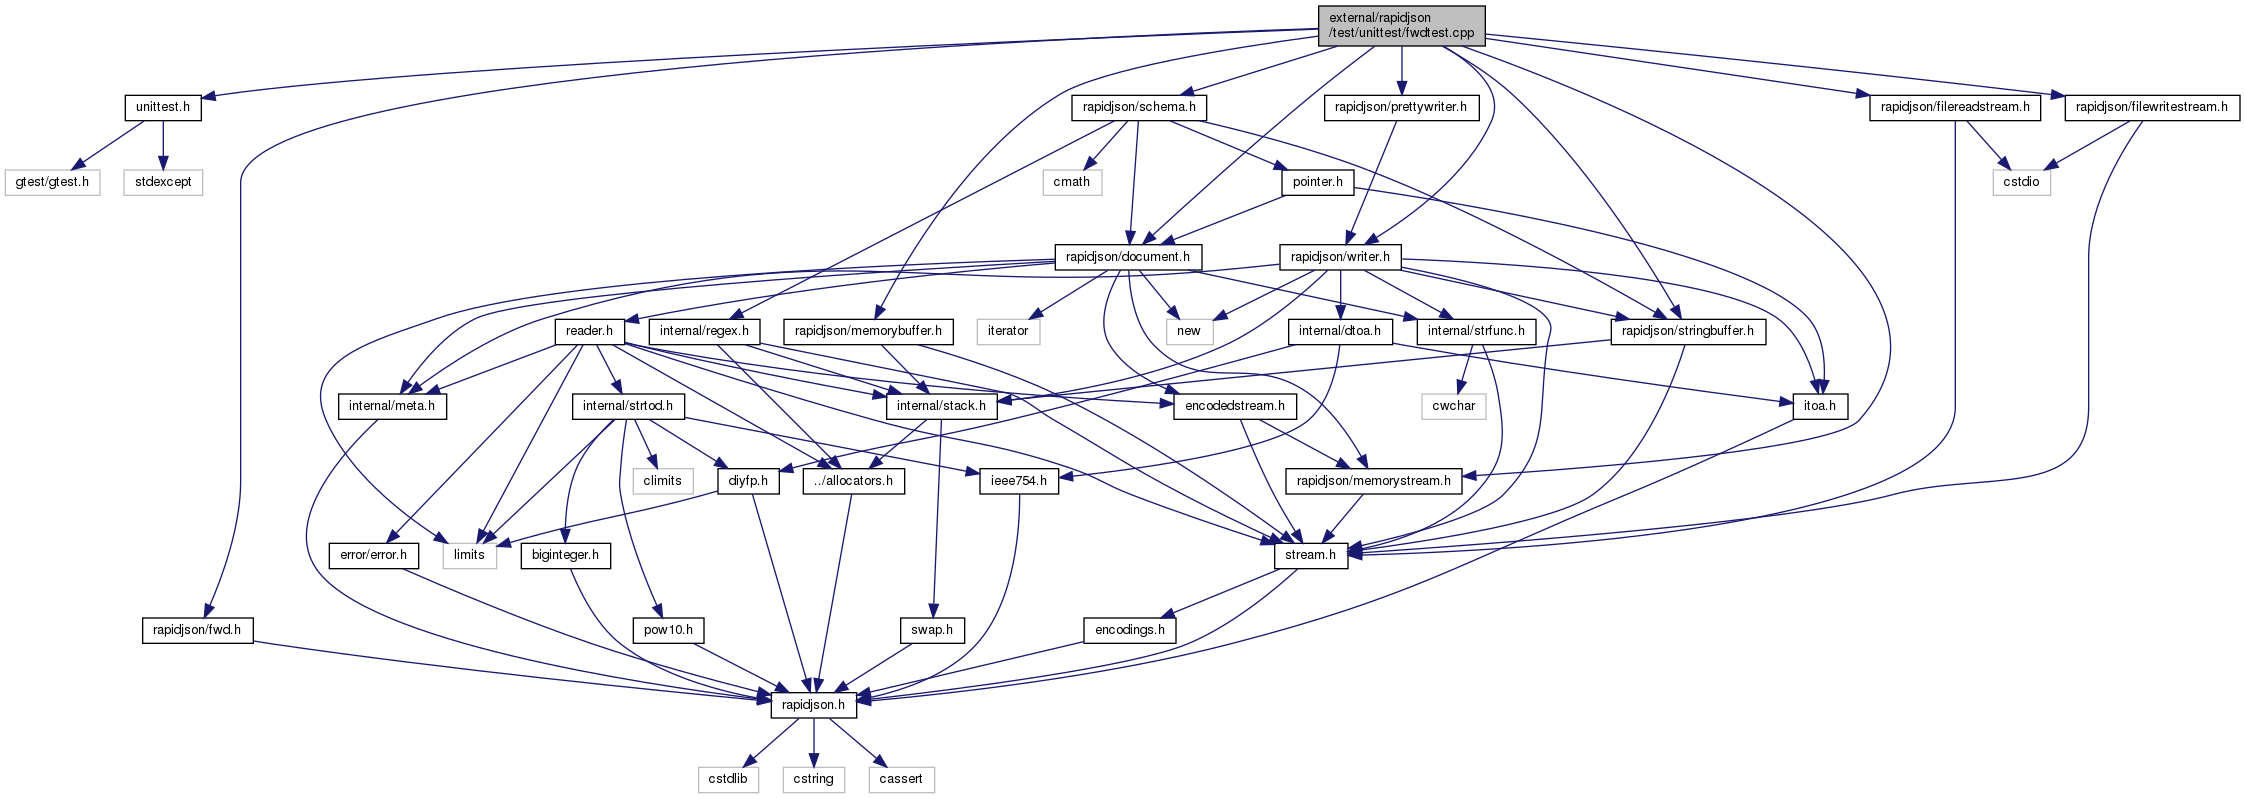 external/rapidjson
/test/unittest/fwdtest.cpp
unittest.h
rapidjson/schema.h
rapidjson/prettywriter.h
rapidjson/filereadstream.h
rapidjson/filewritestream.h
gtest/gtest.h
stdexcept
cmath
pointer.h
cstdio
rapidjson/document.h
rapidjson/writer.h
reader.h
internal/regex.h
rapidjson/memorybuffer.h
iterator
new
internal/dtoa.h
internal/strfunc.h
rapidjson/stringbuffer.h
internal/meta.h
internal/strtod.h
internal/stack.h
encodedstream.h
cwchar
itoa.h
climits
diyfp.h
../allocators.h
ieee754.h
rapidjson/memorystream.h
error/error.h
limits
biginteger.h
stream.h
rapidjson/fwd.h
pow10.h
swap.h
encodings.h
rapidjson.h
cstdlib
cstring
cassert